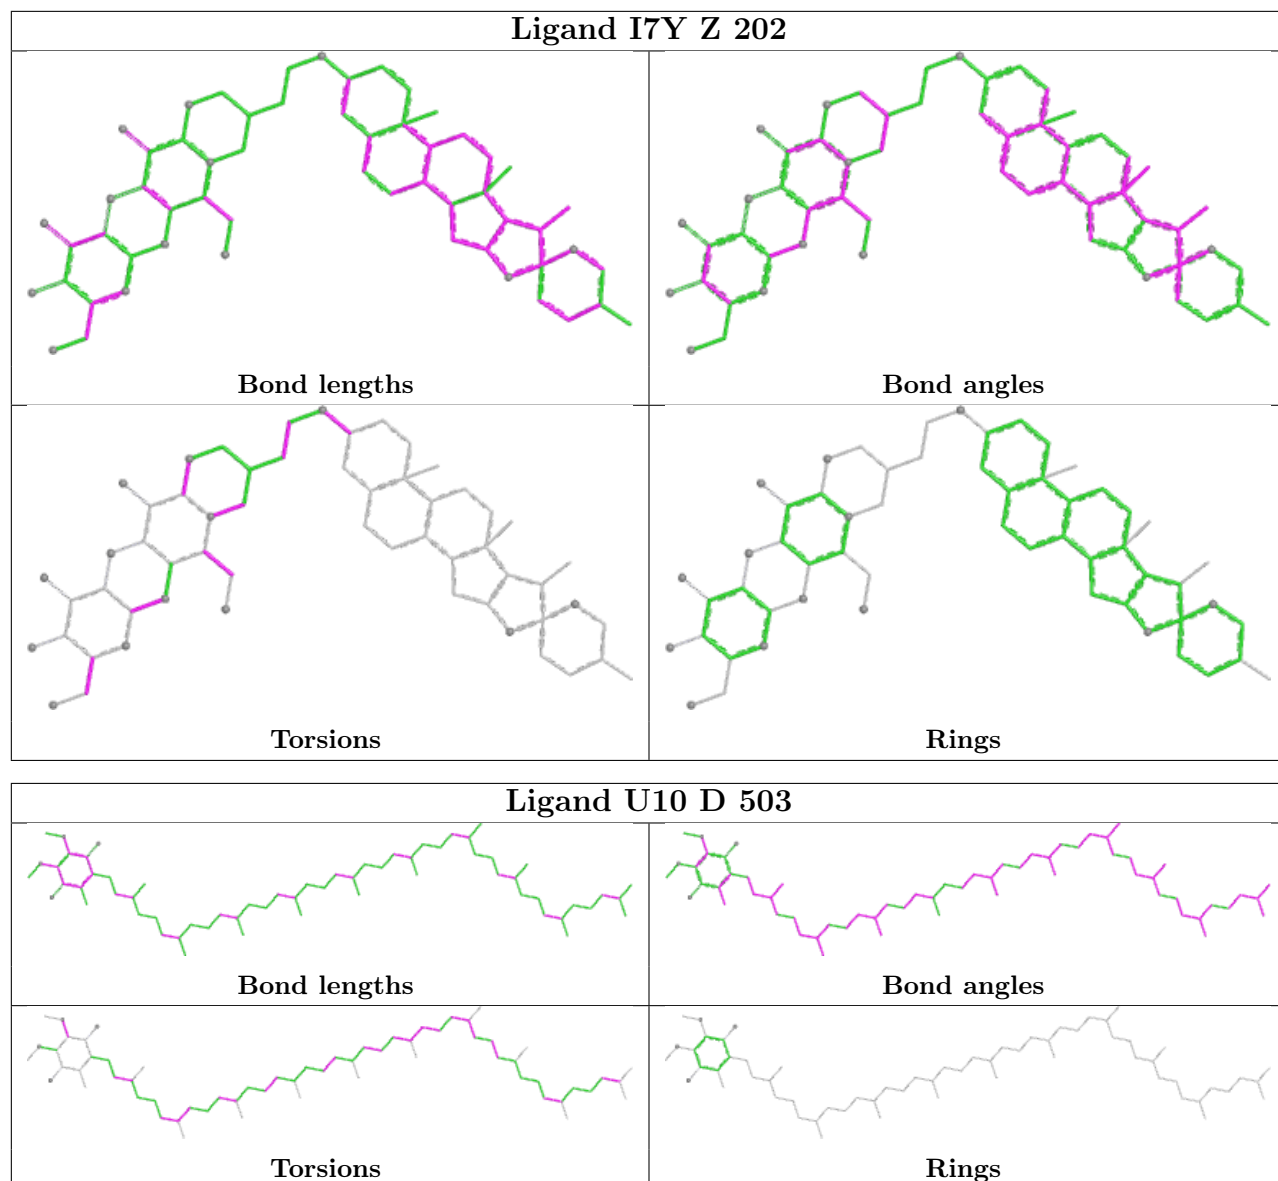 Ligand I7Y Z 202
Bond lengths
Bond angles
Torsions
Rings
Ligand U10 D 503
Bond lengths
Bond angles
Torsions
Rings